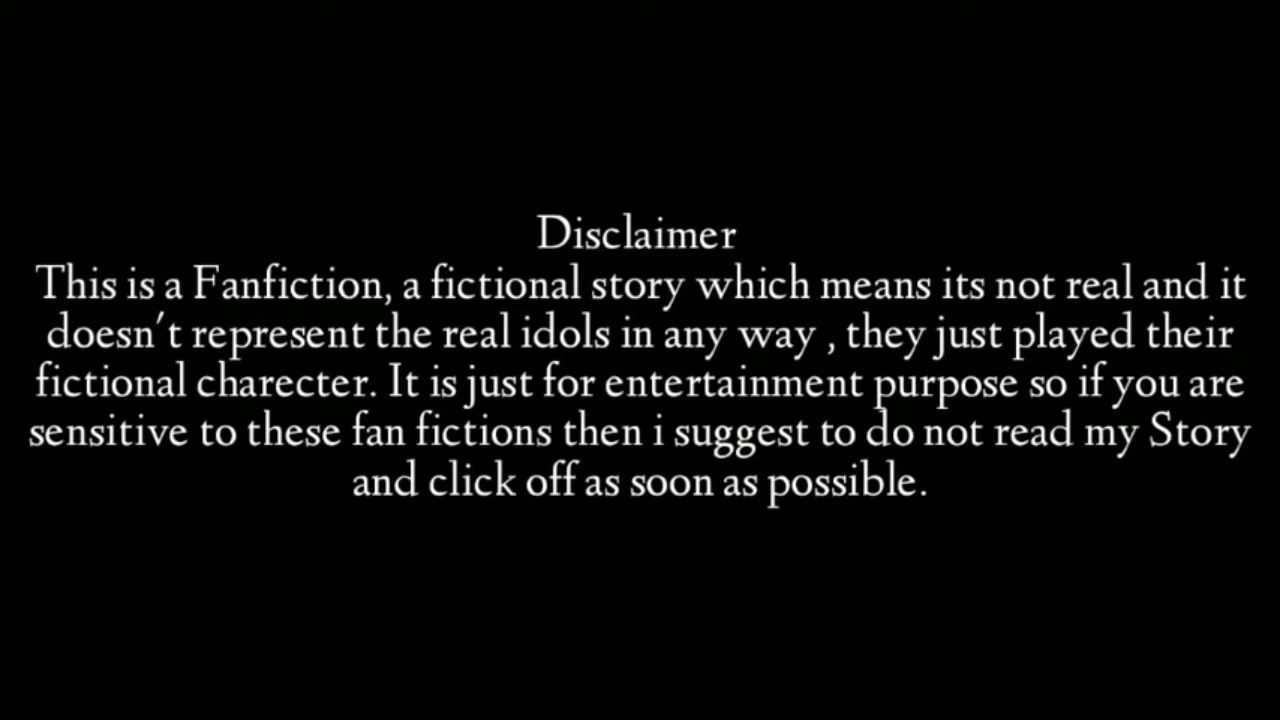 Disclaimer
This is a Fanfiction, a fictional story which means its not real and it
doesn't represent the real idols in any way , they just played their
fictional charecter. It is just for entertainment purpose so if you are
sensitive to these fan fictions then i suggest to do not read my Story
and click off as soon as possible.